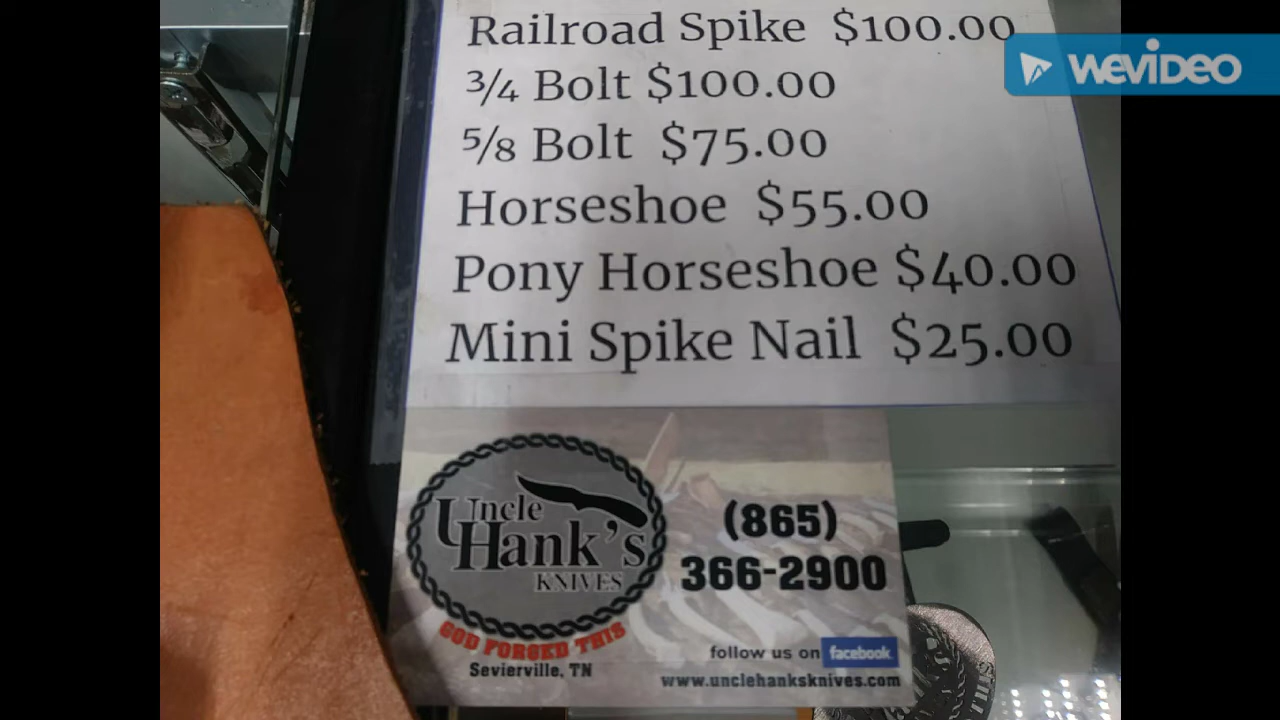 Railroad Spike $100.00
WeVideo
3/4 Bolt $100.00
5/8 Bolt $75.00
Horseshoe $55.00
Pony Horseshoe $40.00
Mini Spike Nail $25.00
Uncle
Hank's
KNIVES
GOD FORGED THIS
Sevierville, TN
(865)
366-2900
follow us on facebook
www.unclehanksknives.com